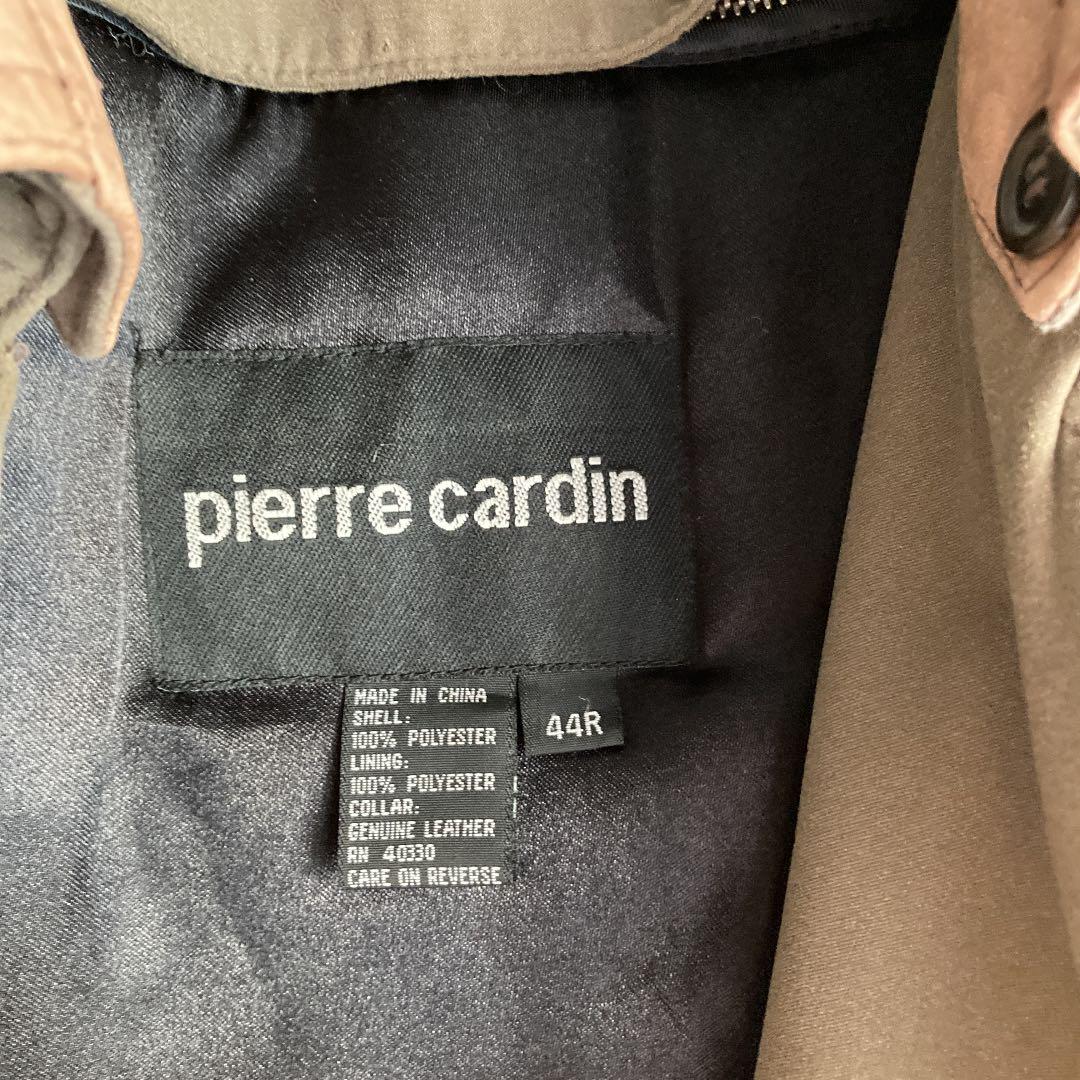 pierre cardin
MADE IN CHINA
SHELL:
100% POLYESTER
LINING:
100% POLYESTER
COLLAR:
GENUINE LEATHER
RN 40330
CARE ON REVERSE
44R